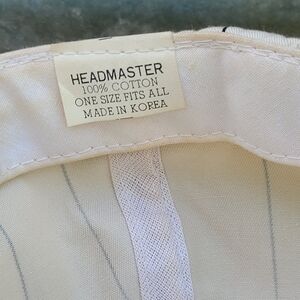 HEADMASTER
100% COTTON
ONE SIZE FITS ALL
MADE IN KOREA